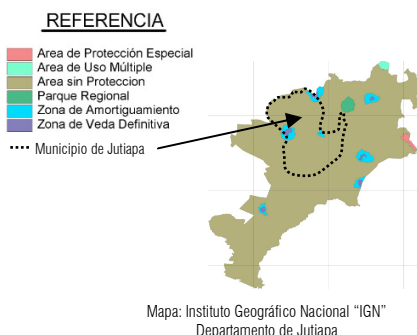 REFERENCIA
Area de Protección Especial
Area de Uso Múltiple
Area sin Proteccion
Parque Regional
Zona de Amortiguamiento
Zona de Veda Definitiva
Municipio de Jutiapa
Mapa: Instituto Geográfico Nacional “IGN”
Departamento de Jutiapa